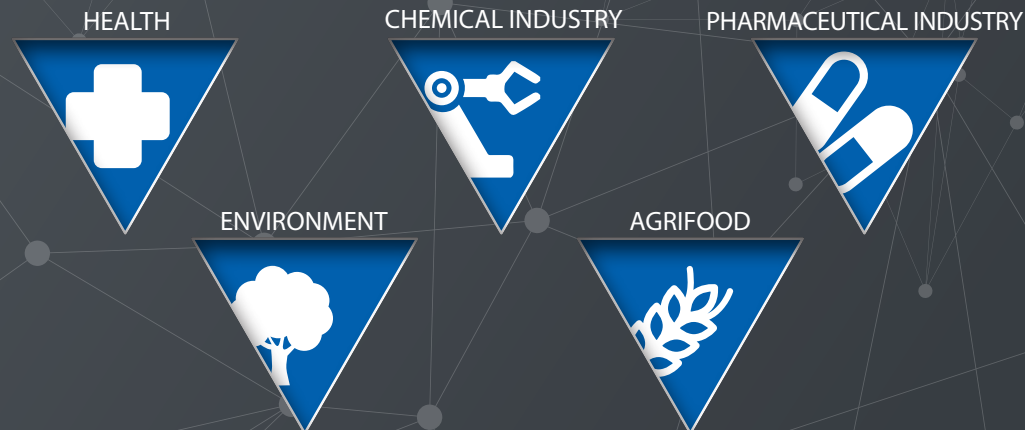 HEALTH
CHEMICAL INDUSTRY
PHARMACEUTICAL INDUSTRY
ENVIRONMENT
AGRIFOOD